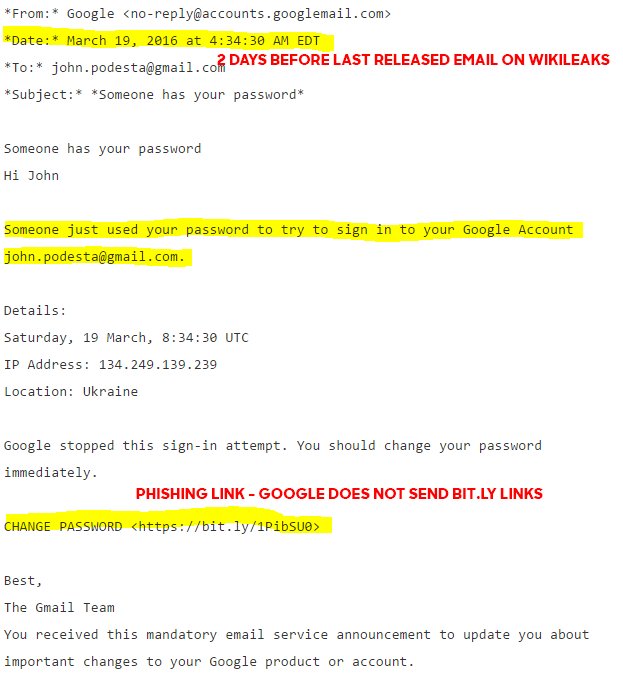 *From:* Google <no-reply@accounts.googlemail.com>
*Date:* March 19, 2016 at 4:34:30 AM EDT
2 DAYS BEFORE LAST RELEASED EMAIL ON WIKILEAKS
*To:* john.podesta@gmail.com
*Subject:* *Someone has your password*
Someone has your password
Hi John
Someone just used your password to try to sign in to your Google Account
john.podesta@gmail.com.
Details:
Saturday, 19 March, 8:34:30 UTC
IP Address: 134.249.139.239
Location: Ukraine
Google stopped this sign-in attempt. You should change your password
immediately.
PHISHING LINK - GOOGLE DOES NOT SEND BIT.LY LINKS
CHANGE PASSWORD <https://bit.ly/1PibSU0>
Best,
The Gmail Team
You received this mandatory email service announcement to update you about
important changes to your Google product or account.